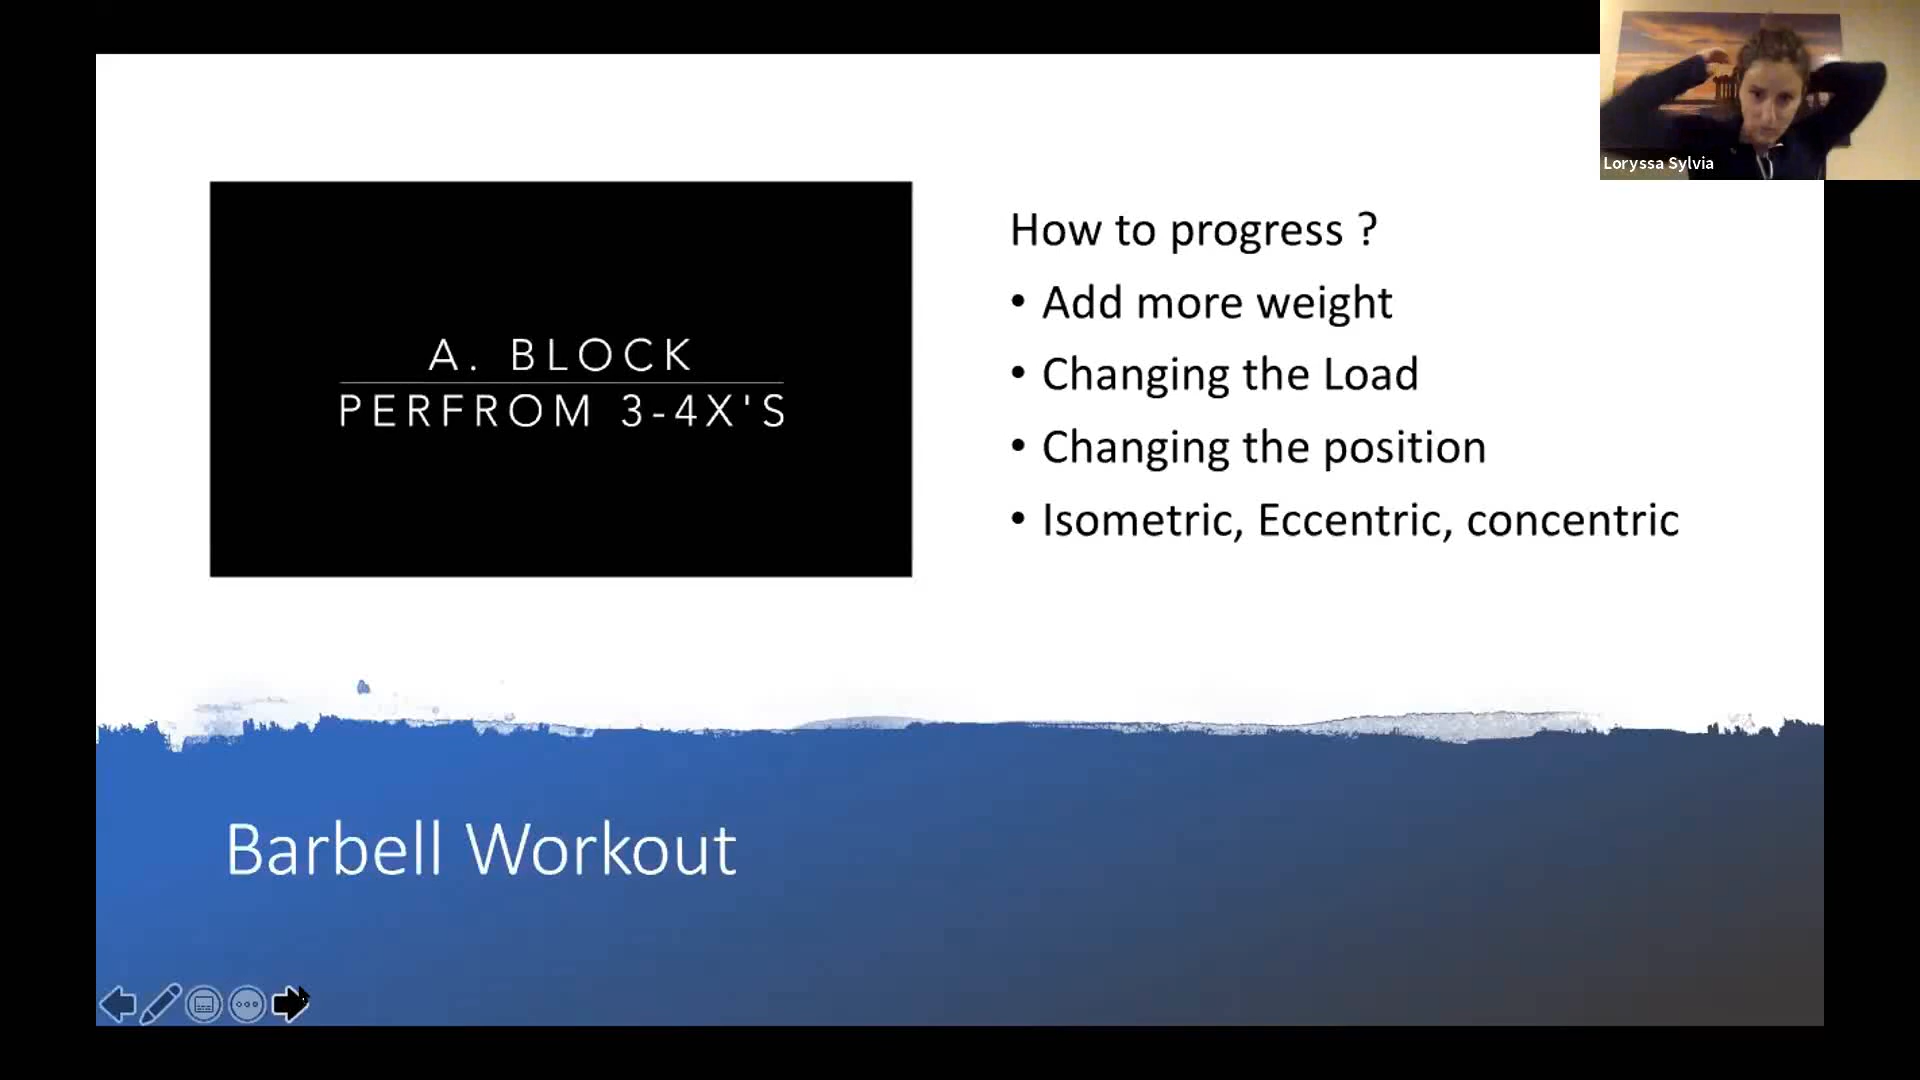 Loryssa Sylvia
A. BLOCK
PERFROM 3-4X'S
How to progress ?
• Add more weight
• Changing the Load
• Changing the position
• Isometric, Eccentric, concentric
Barbell Workout